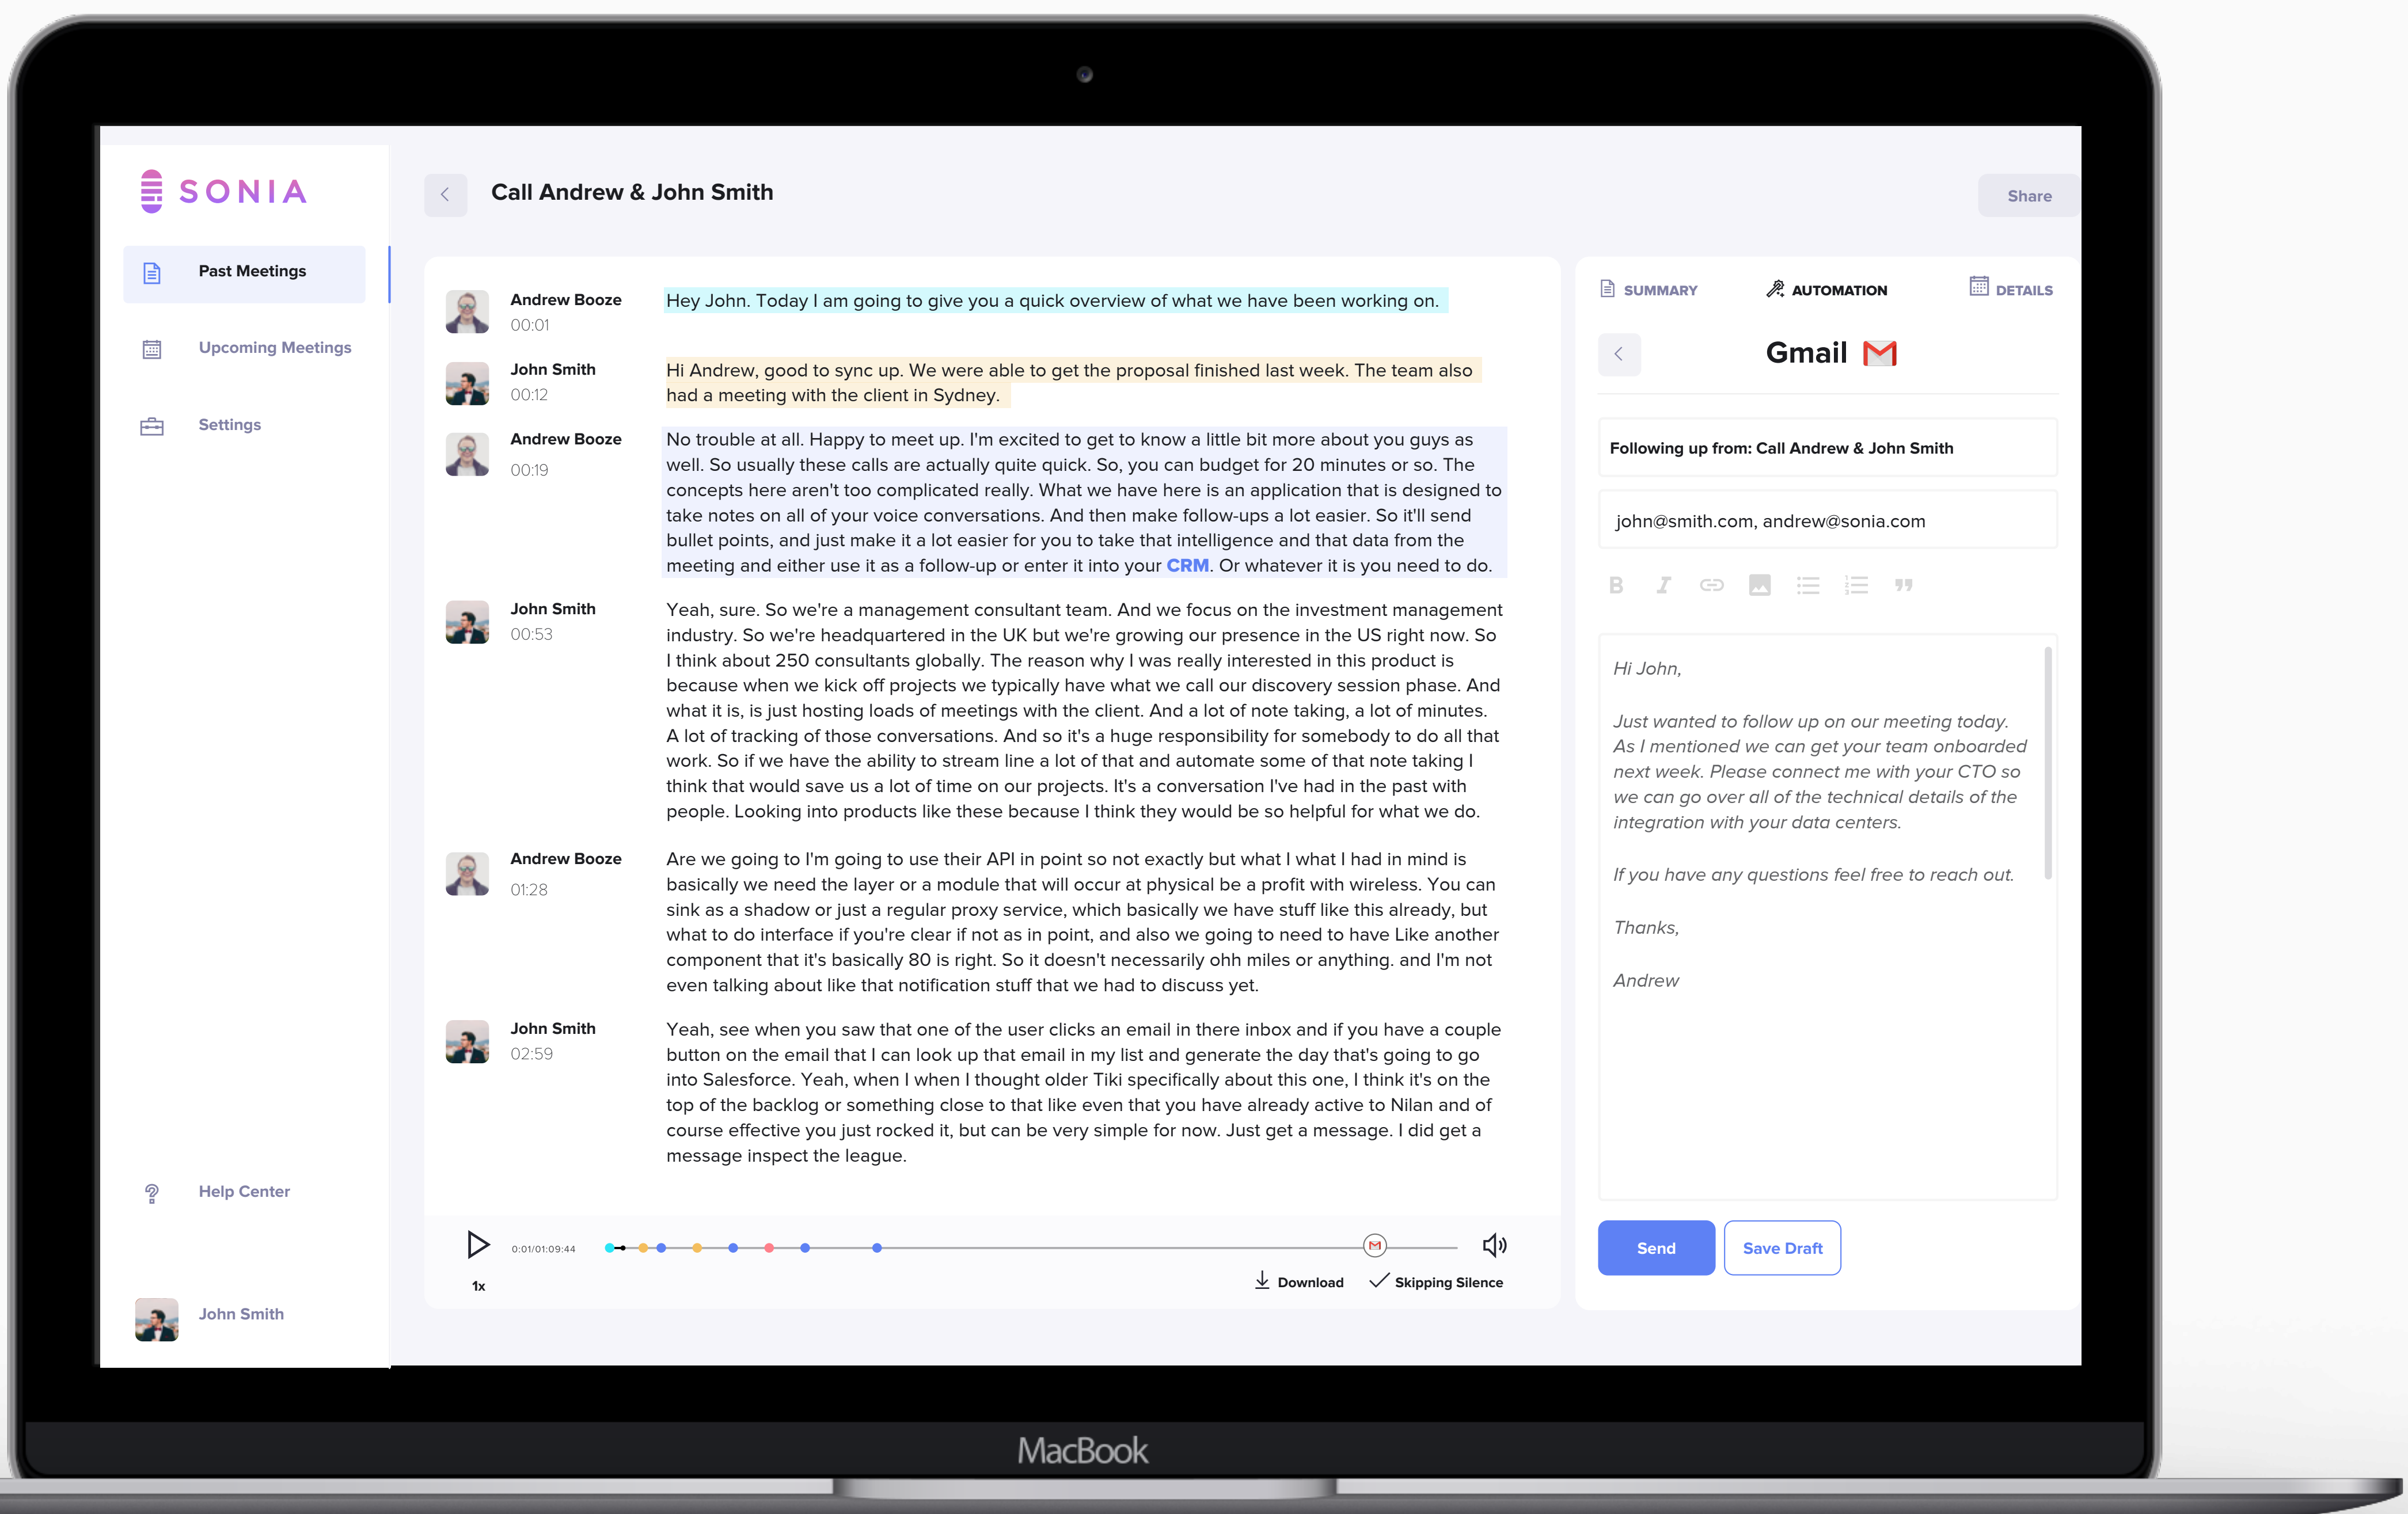 SONIA
Past Meetings
Upcoming Meetings
Settings
Help Center
John Smith
Call Andrew & John Smith
Share
Andrew Booze
00:01
Hey John. Today I am going to give you a quick overview of what we have been working on.
John Smith
00:12
Hi Andrew, good to sync up. We were able to get the proposal finished last week. The team also
had a meeting with the client in Sydney.
Andrew Booze
00:19
No trouble at all. Happy to meet up. I'm excited to get to know a little bit more about you guys as
well. So usually these calls are actually quite quick. So, you can budget for 20 minutes or so. The
concepts here aren't too complicated really. What we have here is an application that is designed to
take notes on all of your voice conversations. And then make follow-ups a lot easier. So it'll send
bullet points, and just make it a lot easier for you to take that intelligence and that data from the
meeting and either use it as a follow-up or enter it into your CRM. Or whatever it is you need to do.
John Smith
00:53
Yeah, sure. So we're a management consultant team. And we focus on the investment management
industry. So we're headquartered in the UK but we're growing our presence in the US right now. So
I think about 250 consultants globally. The reason why I was really interested in this product is
because when we kick off projects we typically have what we call our discovery session phase. And
what it is, is just hosting loads of meetings with the client. And a lot of note taking, a lot of minutes.
A lot of tracking of those conversations. And so it's a huge responsibility for somebody to do all that
work. So if we have the ability to stream line a lot of that and automate some of that note taking I
think that would save us a lot of time on our projects. It's a conversation I've had in the past with
people. Looking into products like these because I think they would be so helpful for what we do.
Andrew Booze
01:28
Are we going to I'm going to use their API in point so not exactly but what I what I had in mind is
basically we need the layer or a module that will occur at physical be a profit with wireless. You can
sink as a shadow or just a regular proxy service, which basically we have stuff like this already, but
what to do interface if you're clear if not as in point, and also we going to need to have Like another
component that it's basically 80 is right. So it doesn't necessarily ohh miles or anything. and I'm not
even talking about like that notification stuff that we had to discuss yet.
John Smith
02:59
Yeah, see when you saw that one of the user clicks an email in there inbox and if you have a couple
button on the email that I can look up that email in my list and generate the day that's going to go
into Salesforce. Yeah, when I when I thought older Tiki specifically about this one, I think it's on the
top of the backlog or something close to that like even that you have already active to Nilan and of
course effective you just rocked it, but can be very simple for now. Just get a message. I did get a
message inspect the league.
0:01/01:09:44
1x
Download
Skipping Silence
SUMMARY
AUTOMATION
DETAILS
Gmail
Following up from: Call Andrew & John Smith
john@smith.com, andrew@sonia.com
Hi John,
Just wanted to follow up on our meeting today.
As I mentioned we can get your team onboarded
next week. Please connect me with your CTO so
we can go over all of the technical details of the
integration with your data centers.
If you have any questions feel free to reach out.
Thanks,
Andrew
Send
Save Draft
MacBook